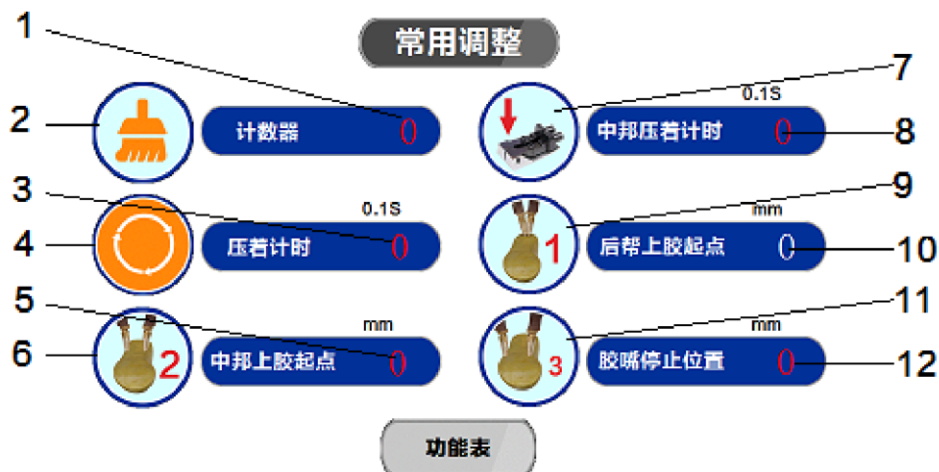 常用调整
1
7
0.1S
2
计数器 0
中邦压着计时 0
8
3
0.1S
9
mm
4
压着计时 0
1
后帮上胶起点 0
10
5
mm
11
mm
6
2
中邦上胶起点 0
3
胶嘴停止位置 0
12
功能表